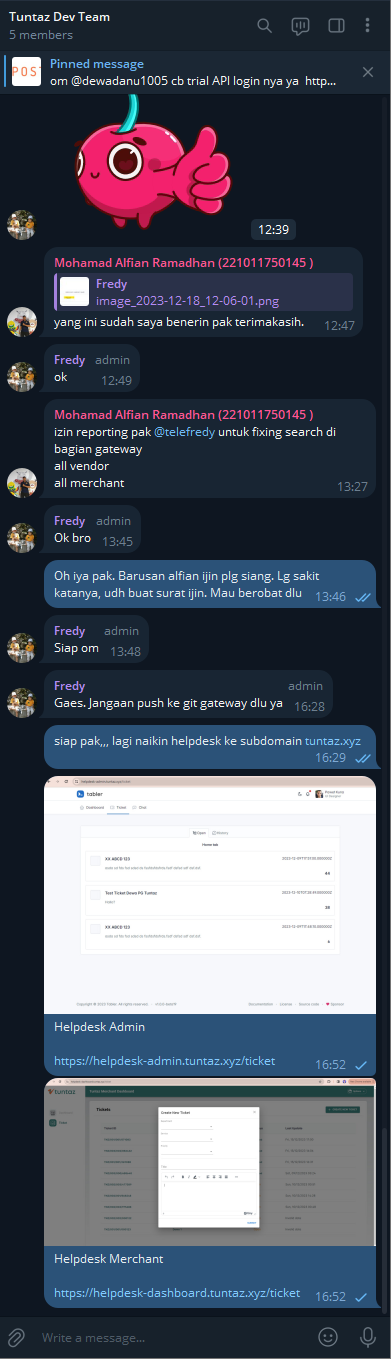 Tuntaz Dev Team
5 members
Pinned message
om @dewadanu1005 cb trial API login nya ya http...
POST
12:39
Mohamad Alfian Ramadhan (221011750145 )
Fredy
image_2023-12-18_12-06-01.png
yang ini sudah saya benerin pak terimakasih. 12:47
Fredy admin
ok 12:49
Mohamad Alfian Ramadhan (221011750145 )
izin reporting pak @telefredy untuk fixing search di
bagian gateway
all vendor
all merchant 13:27
Fredy admin
Ok bro 13:45
Oh iya pak. Barusan alfian ijin plg siang. Lg sakit
katanya, udh buat surat ijin. Mau berobat dlu 13:46
Fredy admin
Siap om 13:48
Fredy admin
Gaes. Jangaan push ke git gateway dlu ya 16:28
siap pak,,, lagi naikin helpdesk ke subdomain tuntaz.xyz
16:29
tabler
Dashboard Ticket Chat
Open History
Home tab
XX ABCD 123
Test Ticket Dewa PG Tuntaz
XX ABCD 123
Helpdesk Admin
https://helpdesk-admin.tuntaz.xyz/ticket 16:52
tuntaz Tuntaz Merchant Dashboard
Tickets
Create New Ticket
Helpdesk Merchant
https://helpdesk-dashboard.tuntaz.xyz/ticket 16:52
Write a message...